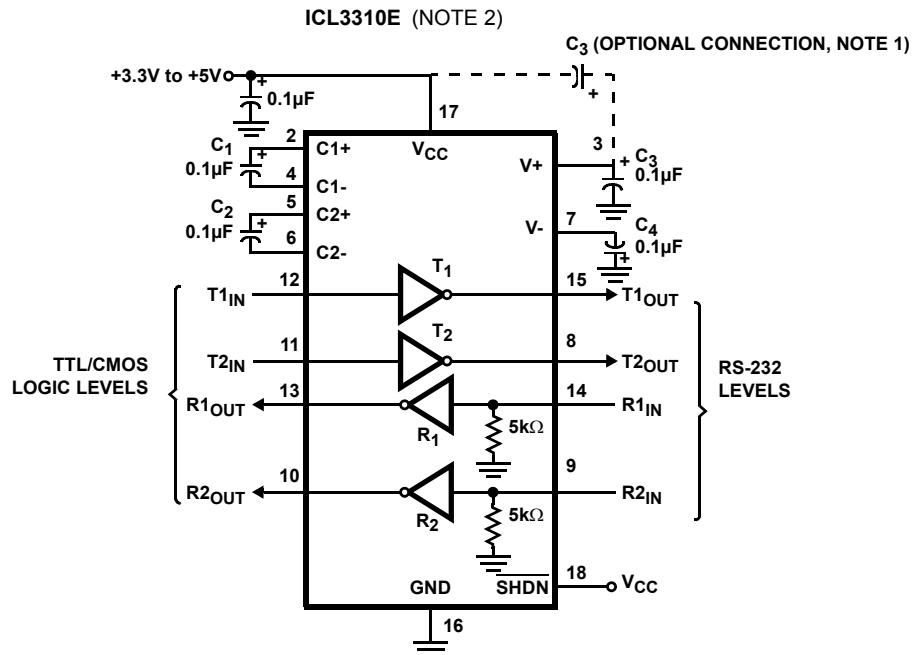 ICL3310E (NOTE 2)
C3 (OPTIONAL CONNECTION, NOTE 1)
+3.3V to +5V
+
0.1µF
+
17
2
C1
0.1µF
+
4
C1+
C1-
VCC
V+
3
+
C3
0.1µF
5
C2
0.1µF
+
6
C2+
C2-
V-
7
C4
0.1µF
+
T1IN
12
T1
15
T1OUT
T2IN
11
T2
8
T2OUT
TTL/CMOS
LOGIC LEVELS
RS-232
LEVELS
R1OUT
13
R1
14
R1IN
5kΩ
R2OUT
10
R2
9
R2IN
5kΩ
GND
SHDN
18
VCC
16